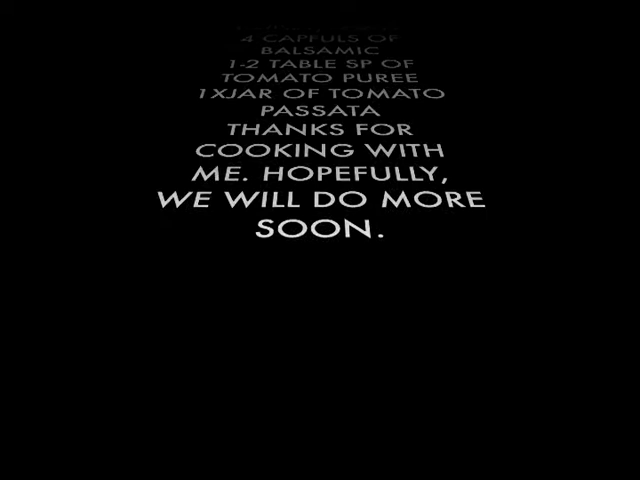 4 CAPFULS OF
BALSAMIC
1-2 TABLE SP OF
TOMATO PUREE
1XJAR OF TOMATO
PASSATA
THANKS FOR
COOKING WITH
ME. HOPEFULLY,
WE WILL DO MORE
SOON.